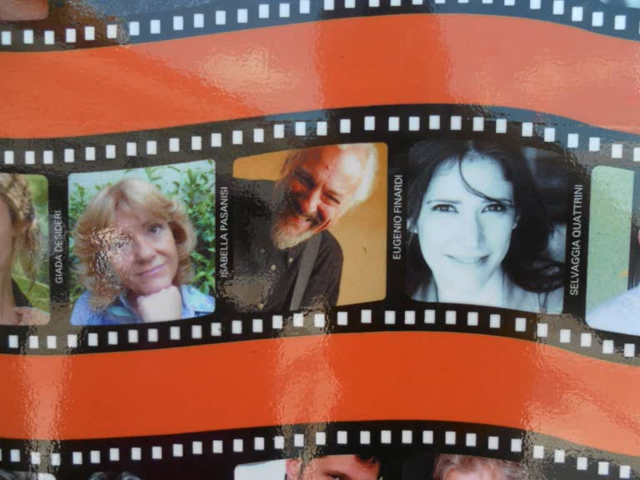 GIADA DESIDERI
ISABELLA PASANISI
EUGENIO FINARDI
SELVAGGIA QUATTRINI